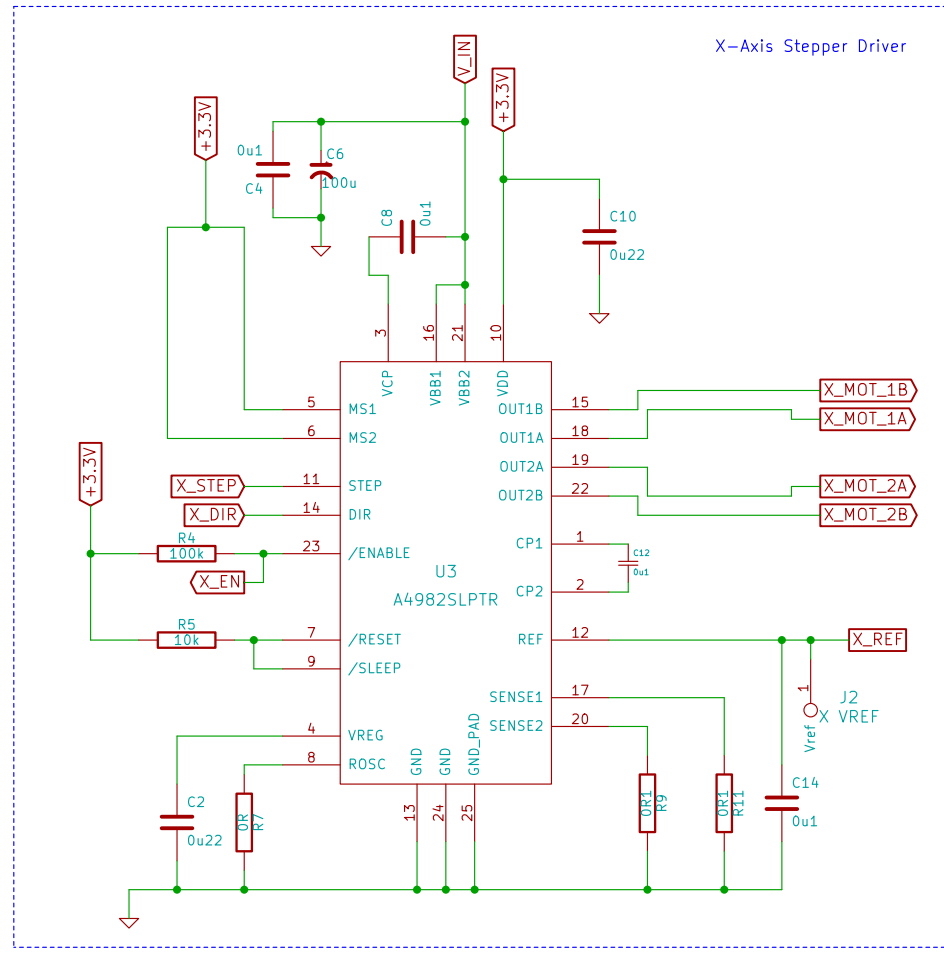 X-Axis Stepper Driver
V_IN
+3.3V
+3.3V
0u1
C4
C6
100u
C8
0u1
C10
0u22
3
16
21
10
VCP
VBB1
VBB2
VDD
5
MS1
6
MS2
+3.3V
X_STEP
11
STEP
X_DIR
14
DIR
R4
100k
23
/ENABLE
X_EN
R5
10k
7
/RESET
9
/SLEEP
4
VREG
8
ROSC
C2
0u22
0R
R7
U3
A4982SLPTR
OUT1B
15
X_MOT_1B
OUT1A
18
X_MOT_1A
OUT2A
19
X_MOT_2A
OUT2B
22
X_MOT_2B
CP1
1
C12
0u1
CP2
2
REF
12
X_REF
1
J2
X VREF
Vref
SENSE1
17
SENSE2
20
GND
GND
GND_PAD
13
24
25
0R1
R9
0R1
R11
C14
0u1